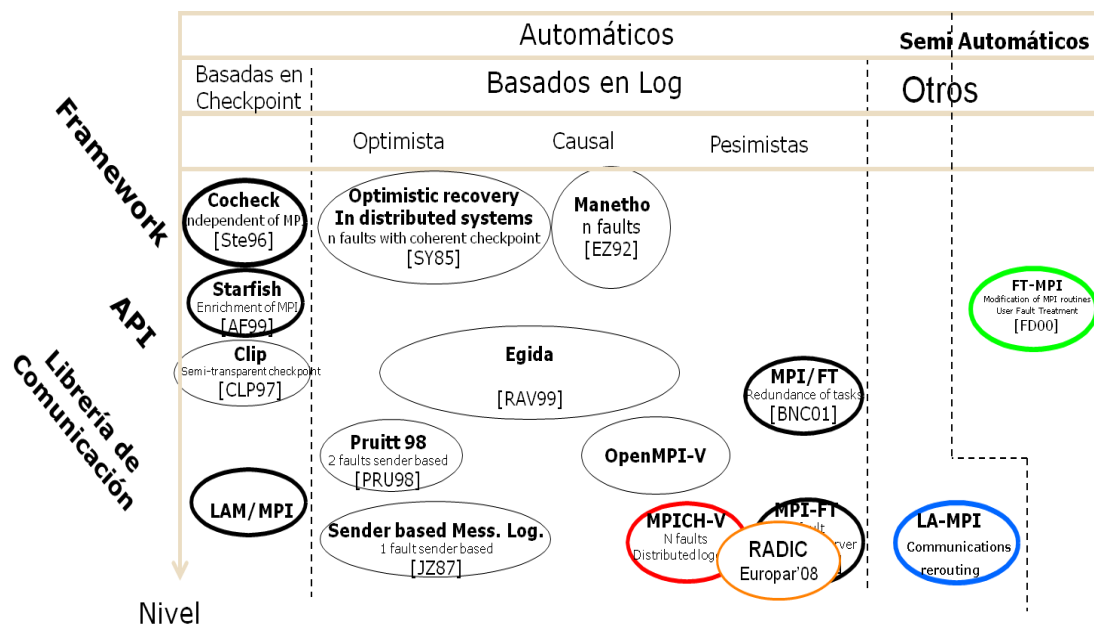 Automáticos
Semi Automáticos
Basadas en
Checkpoint
Basados en Log
Otros
Optimista
Causal
Pesimistas
Framework
API
Librería de
Comunicación
Nivel
Cocheck
ndependent of MP
[Ste96]
Optimistic recovery
In distributed systems
n faults with coherent checkpoint
[SY85]
Manetho
n faults
[EZ92]
Starfish
Enrichment of MPI
[AF99]
FT-MPI
Modification of MPI routines
User Fault Treatment
[FD00]
Clip
Semi-transparent checkpoint
[CLP97]
Egida
[RAV99]
MPI/FT
Redundance of tasks
[BNC01]
Pruitt 98
2 faults sender based
[PRU98]
OpenMPI-V
LAM/MPI
Sender based Mess. Log.
1 fault sender based
[JZ87]
MPICH-V
N faults
Distributed
MPI-FT
RADIC
Europar'08
LA-MPI
Communications
rerouting